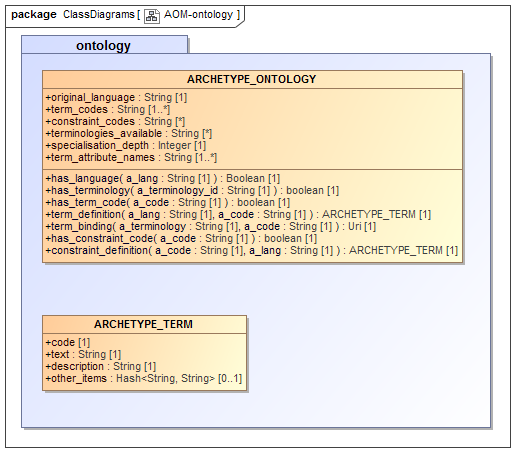 package ClassDiagrams [ AOM-ontology ]
ontology
ARCHETYPE_ONTOLOGY
+original_language : String [1]
+term_codes : String [1..*]
+constraint_codes : String [*]
+terminologies_available : String [*]
+specialisation_depth : Integer [1]
+term_attribute_names : String [1..*]
+has_language( a_lang : String [1] ) : Boolean [1]
+has_terminology( a_terminology_id : String [1] ) : boolean [1]
+has_term_code( a_code : String [1] ) : boolean [1]
+term_definition( a_lang : String [1], a_code : String [1] ) : ARCHETYPE_TERM [1]
+term_binding( a_terminology : String [1], a_code : String [1] ) : Uri [1]
+has_constraint_code( a_code : String [1] ) : boolean [1]
+constraint_definition( a_code : String [1], a_lang : String [1] ) : ARCHETYPE_TERM [1]
ARCHETYPE_TERM
+code [1]
+text : String [1]
+description : String [1]
+other_items : Hash<String, String> [0..1]